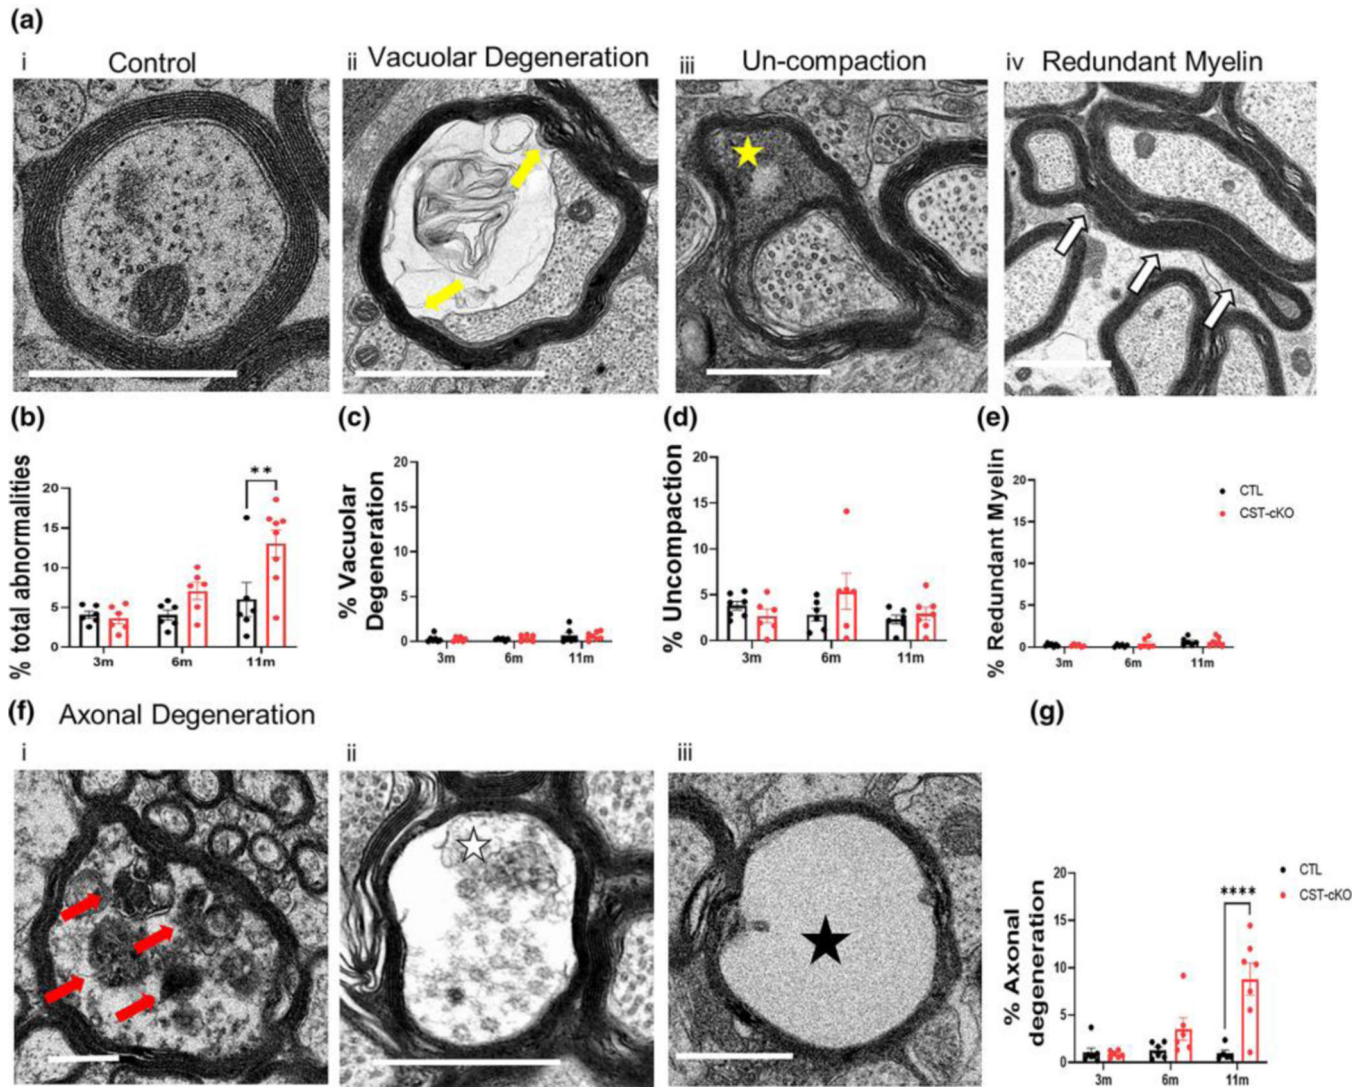 (a)
i Control
ii Vacuolar Degeneration
iii Un-compaction
iv Redundant Myelin
(b)
% total abnormalities
20
15
10
5
0
**
3m 6m 11m
(c)
% Vacuolar
Degeneration
20
15
10
5
0
3m 6m 11m
(d)
% Uncompaction
20
15
10
5
0
3m 6m 11m
(e)
% Redundant Myelin
20
15
10
5
0
3m 6m 11m
CTL
CST-cKO
(f) Axonal Degeneration
i
ii
iii
(g)
% Axonal
degeneration
20
15
10
5
0
****
3m 6m 11m
CTL
CST-cKO